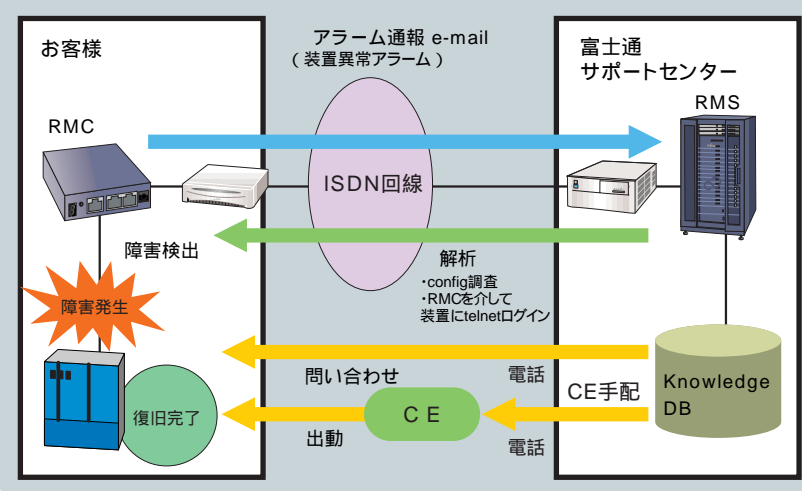 お客様
アラーム通報 e-mail
(装置異常アラーム)
富士通
サポートセンター
RMC
RMS
ISDN回線
障害検出
解析
・config調査
・RMCを介して
装置にtelnetログイン
障害発生
問い合わせ
電話
CE手配
Knowledge
DB
CE
復旧完了
出動
電話